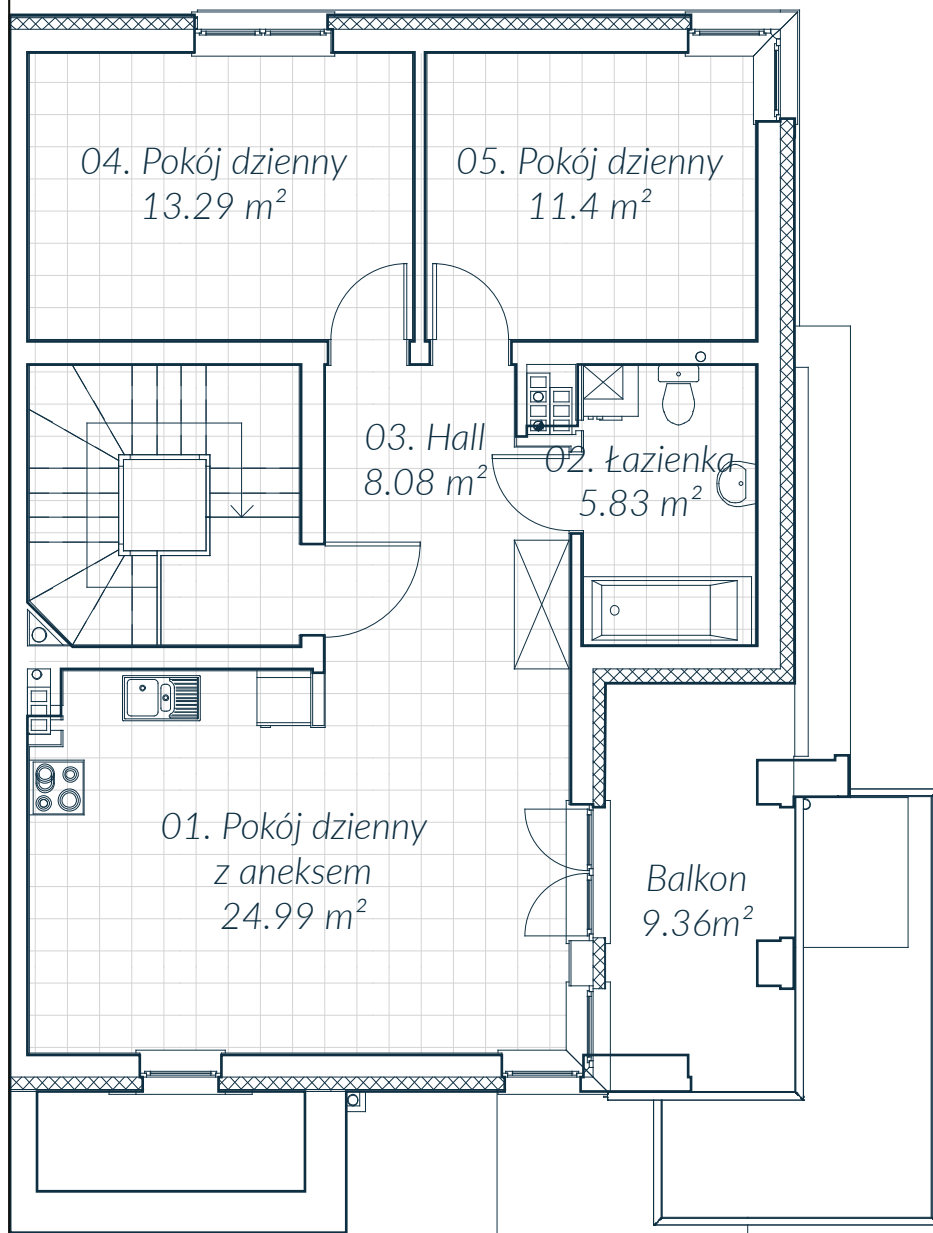 04. Pokój dzienny
13.29 m²
05. Pokój dzienny
11.4 m²
03. Hall
8.08 m²
02. Łazienka
5.83 m²
01. Pokój dzienny
z aneksem
24.99 m²
Balkon
9.36m²